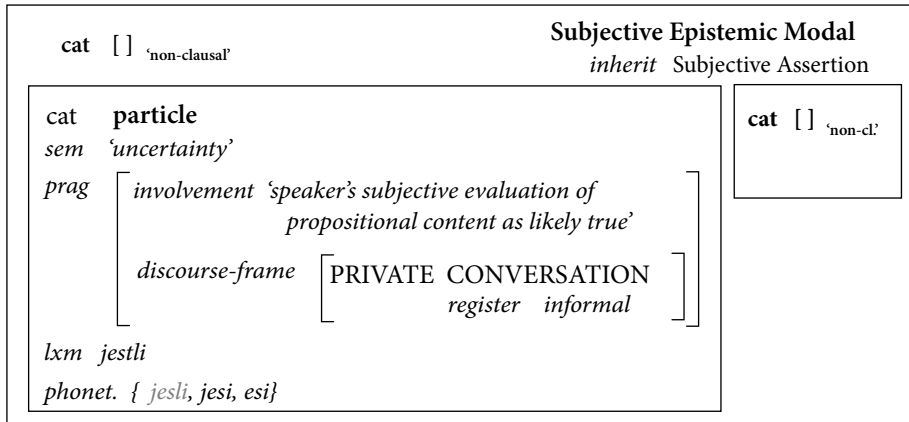 cat [ ] 'non-clausal'
Subjective Epistemic Modal
inherit Subjective Assertion
cat particle
sem 'uncertainty'
prag involvement 'speaker's subjective evaluation of
propositional content as likely true'
discourse-frame PRIVATE CONVERSATION
register informal
lxm jestli
phonet. { jesli, jesi, esi}
cat [ ] 'non-cl.'